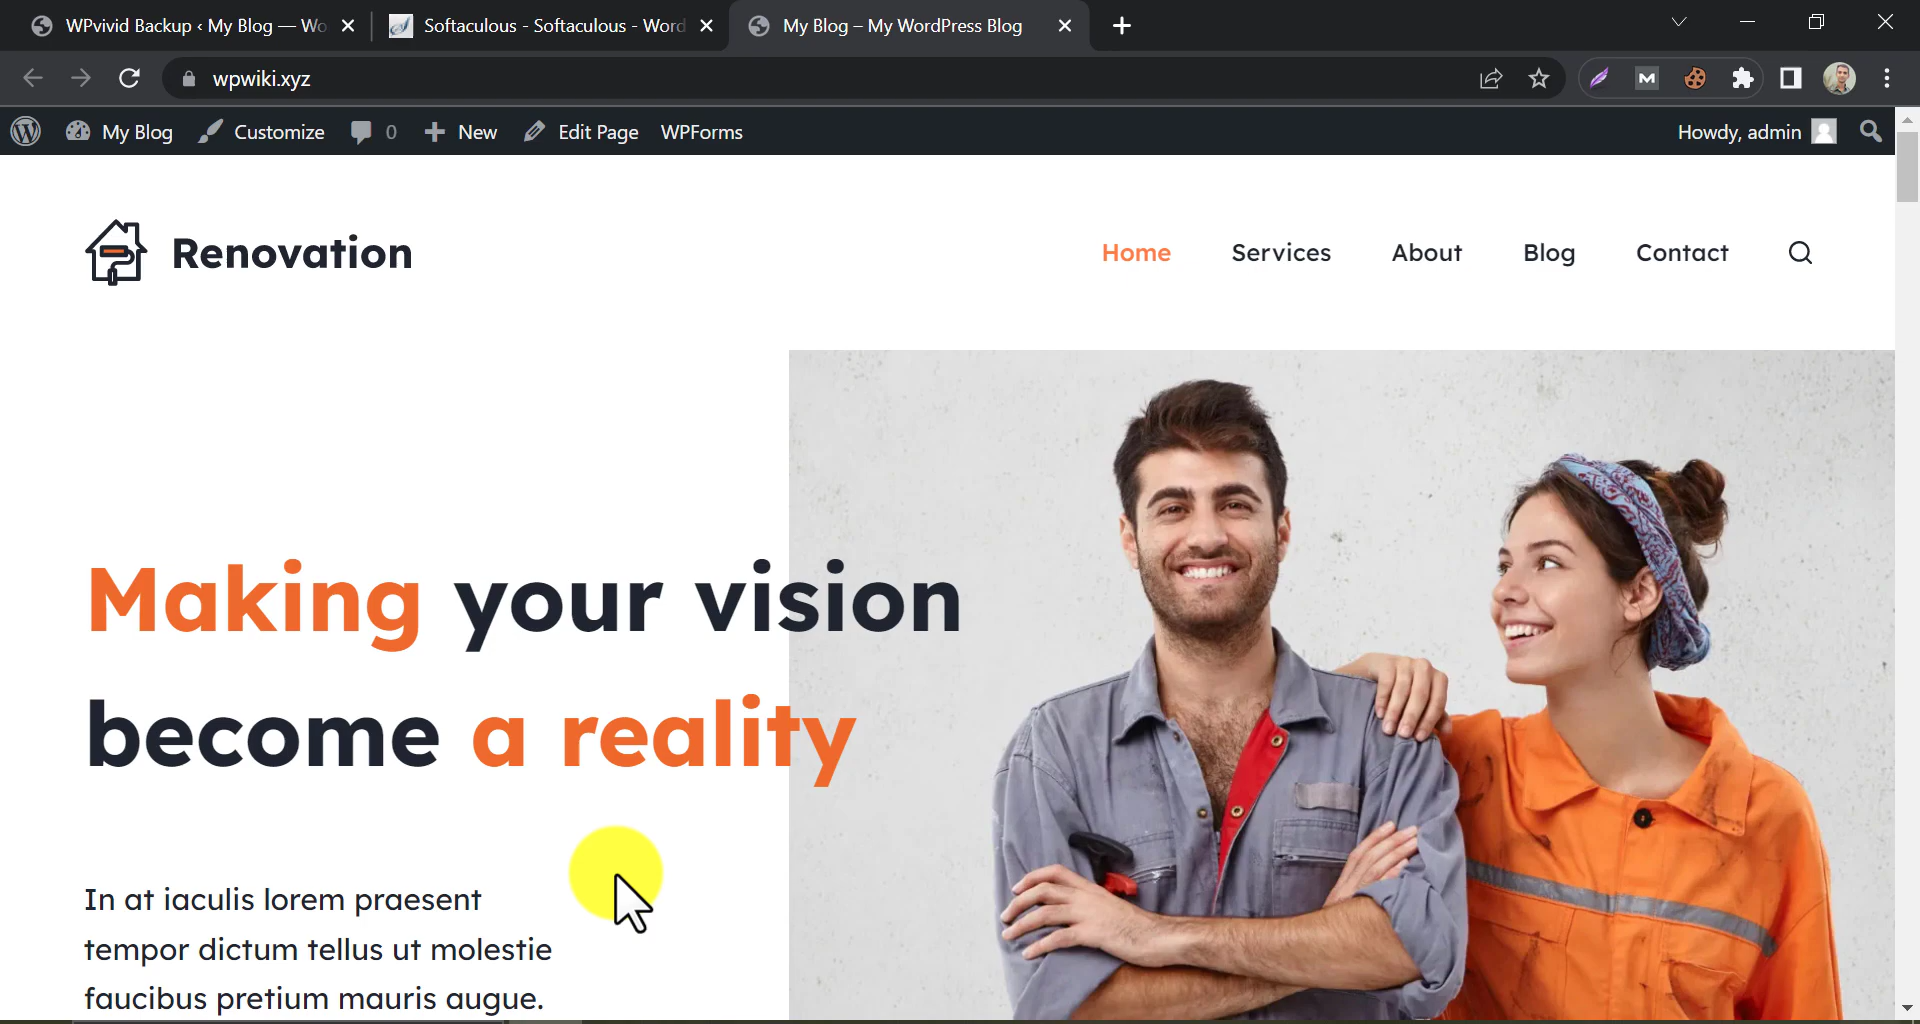 WPvivid Backup ‹ My Blog — Wo
Softaculous - Softaculous - Word
My Blog – My WordPress Blog
wpwiki.xyz
My Blog
Customize
0
New
Edit Page
WPForms
Howdy, admin
Renovation
Home
Services
About
Blog
Contact
Making your vision
become a reality
In at iaculis lorem praesent
tempor dictum tellus ut molestie
faucibus pretium mauris augue.